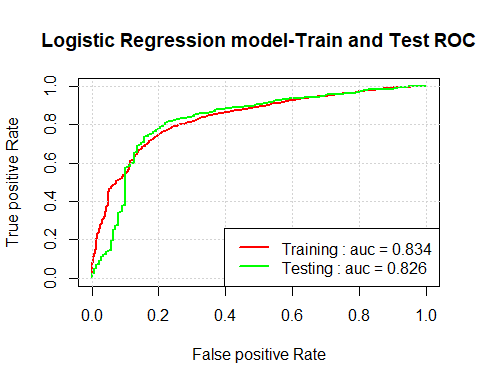 Logistic Regression model-Train and Test ROC
True positive Rate
1.0
0.8
0.6
0.4
0.2
0.0
Training : auc = 0.834
Testing : auc = 0.826
0.0 0.2 0.4 0.6 0.8 1.0
False positive Rate